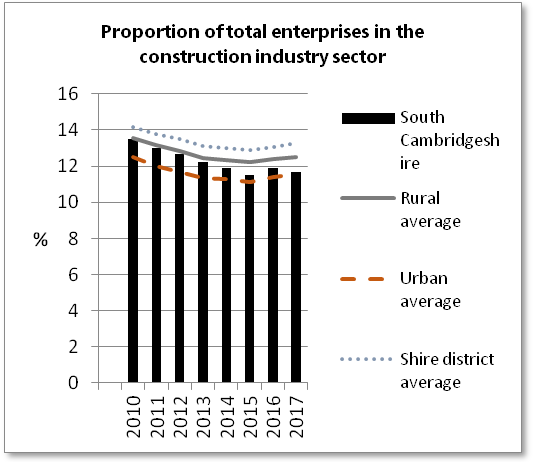 Proportion of total enterprises in the
construction industry sector
16
14
12
10
8
6
4
2
0
%
2010
2011
2012
2013
2014
2015
2016
2017
South
Cambridgesh
ire
Rural
average
Urban
average
Shire district
average